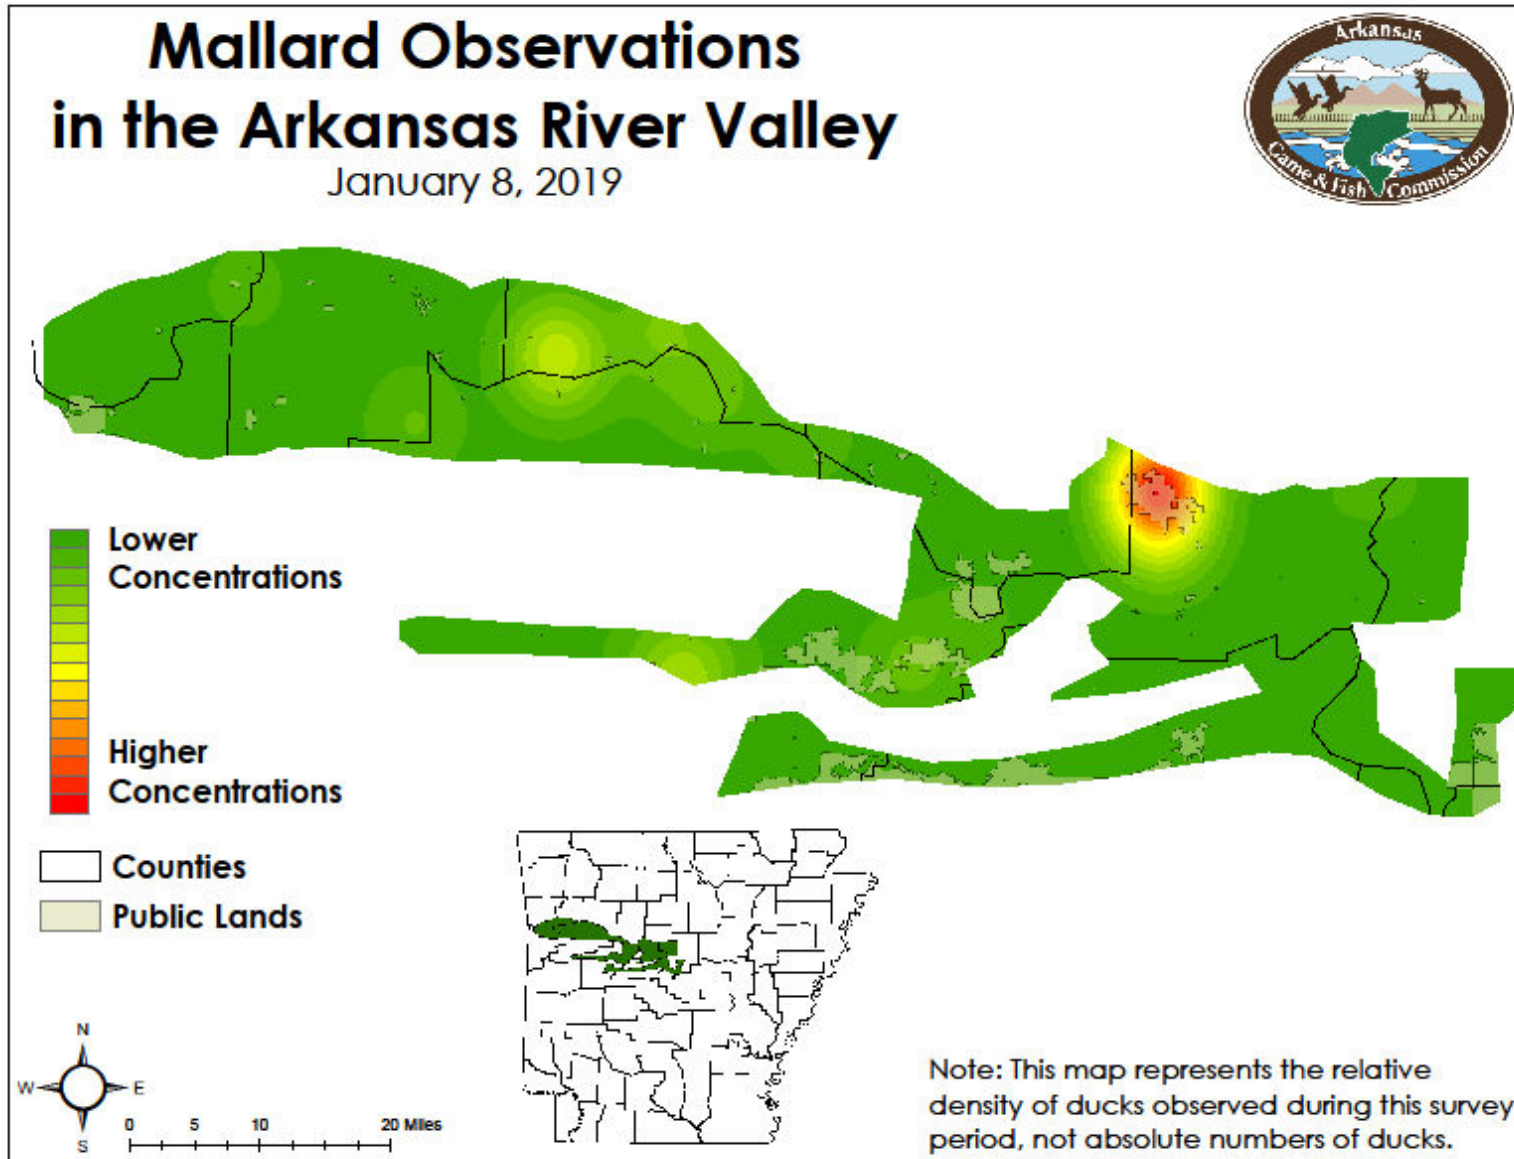 Mallard Observations
in the Arkansas River Valley
January 8, 2019
Arkansas
Game & Fish Commission
Lower
Concentrations
Higher
Concentrations
Counties
Public Lands
N
W E
S
0 5 10 20 Miles
Note: This map represents the relative
density of ducks observed during this survey
period, not absolute numbers of ducks.